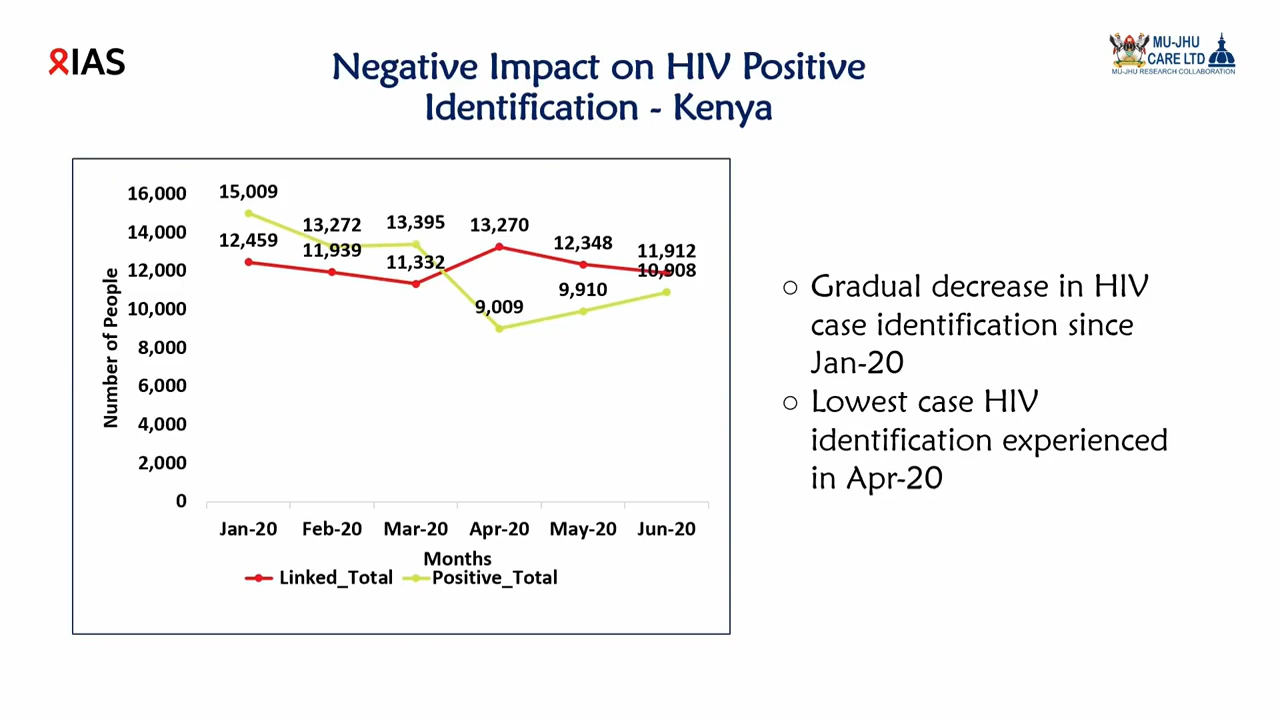 IAS
Negative Impact on HIV Positive
Identification - Kenya
MU-JHU
CARE LTD
MU-JHU RESEARCH COLLABORATION
Number of People
16,000
14,000
12,000
10,000
8,000
6,000
4,000
2,000
0
15,009
13,272
13,395
9,009
9,910
10,908
12,459
11,939
11,332
13,270
12,348
11,912
Jan-20 Feb-20 Mar-20 Apr-20 May-20 Jun-20
Months
Linked_Total Positive_Total
○ Gradual decrease in HIV
case identification since
Jan-20
○ Lowest case HIV
identification experienced
in Apr-20